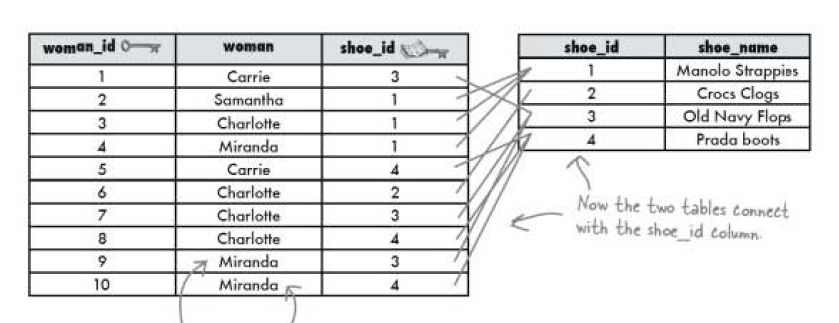 woman_id woman shoe_id
1 Carrie 3
2 Samantha 1
3 Charlotte 1
4 Miranda 1
5 Carrie 4
6 Charlotte 2
7 Charlotte 3
8 Charlotte 4
9 Miranda 3
10 Miranda 4
shoe_id shoe_name
1 Manolo Strappies
2 Crocs Clogs
3 Old Navy Flops
4 Prada boots
Now the two tables connect
with the shoe_id column.